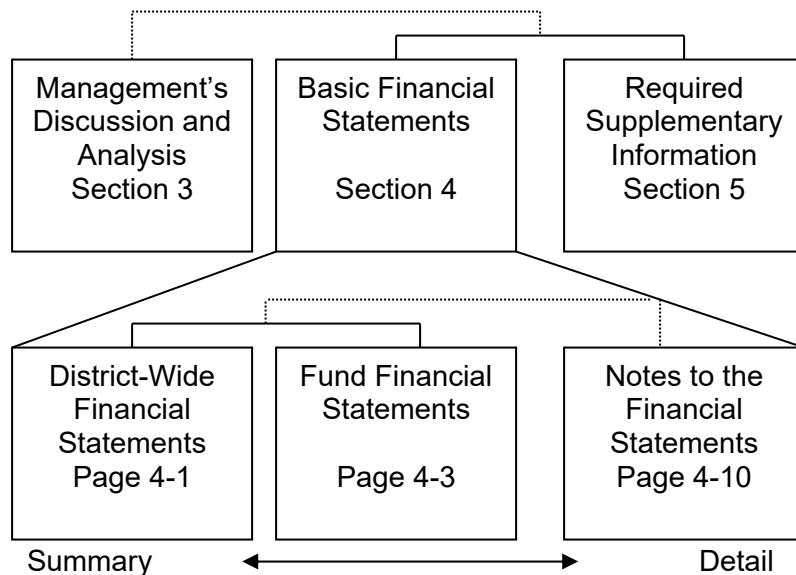 Management’s
Discussion and
Analysis
Section 3
Basic Financial
Statements
Section 4
Required
Supplementary
Information
Section 5
District-Wide
Financial
Statements
Page 4-1
Fund Financial
Statements
Page 4-3
Notes to the
Financial
Statements
Page 4-10
Summary
Detail